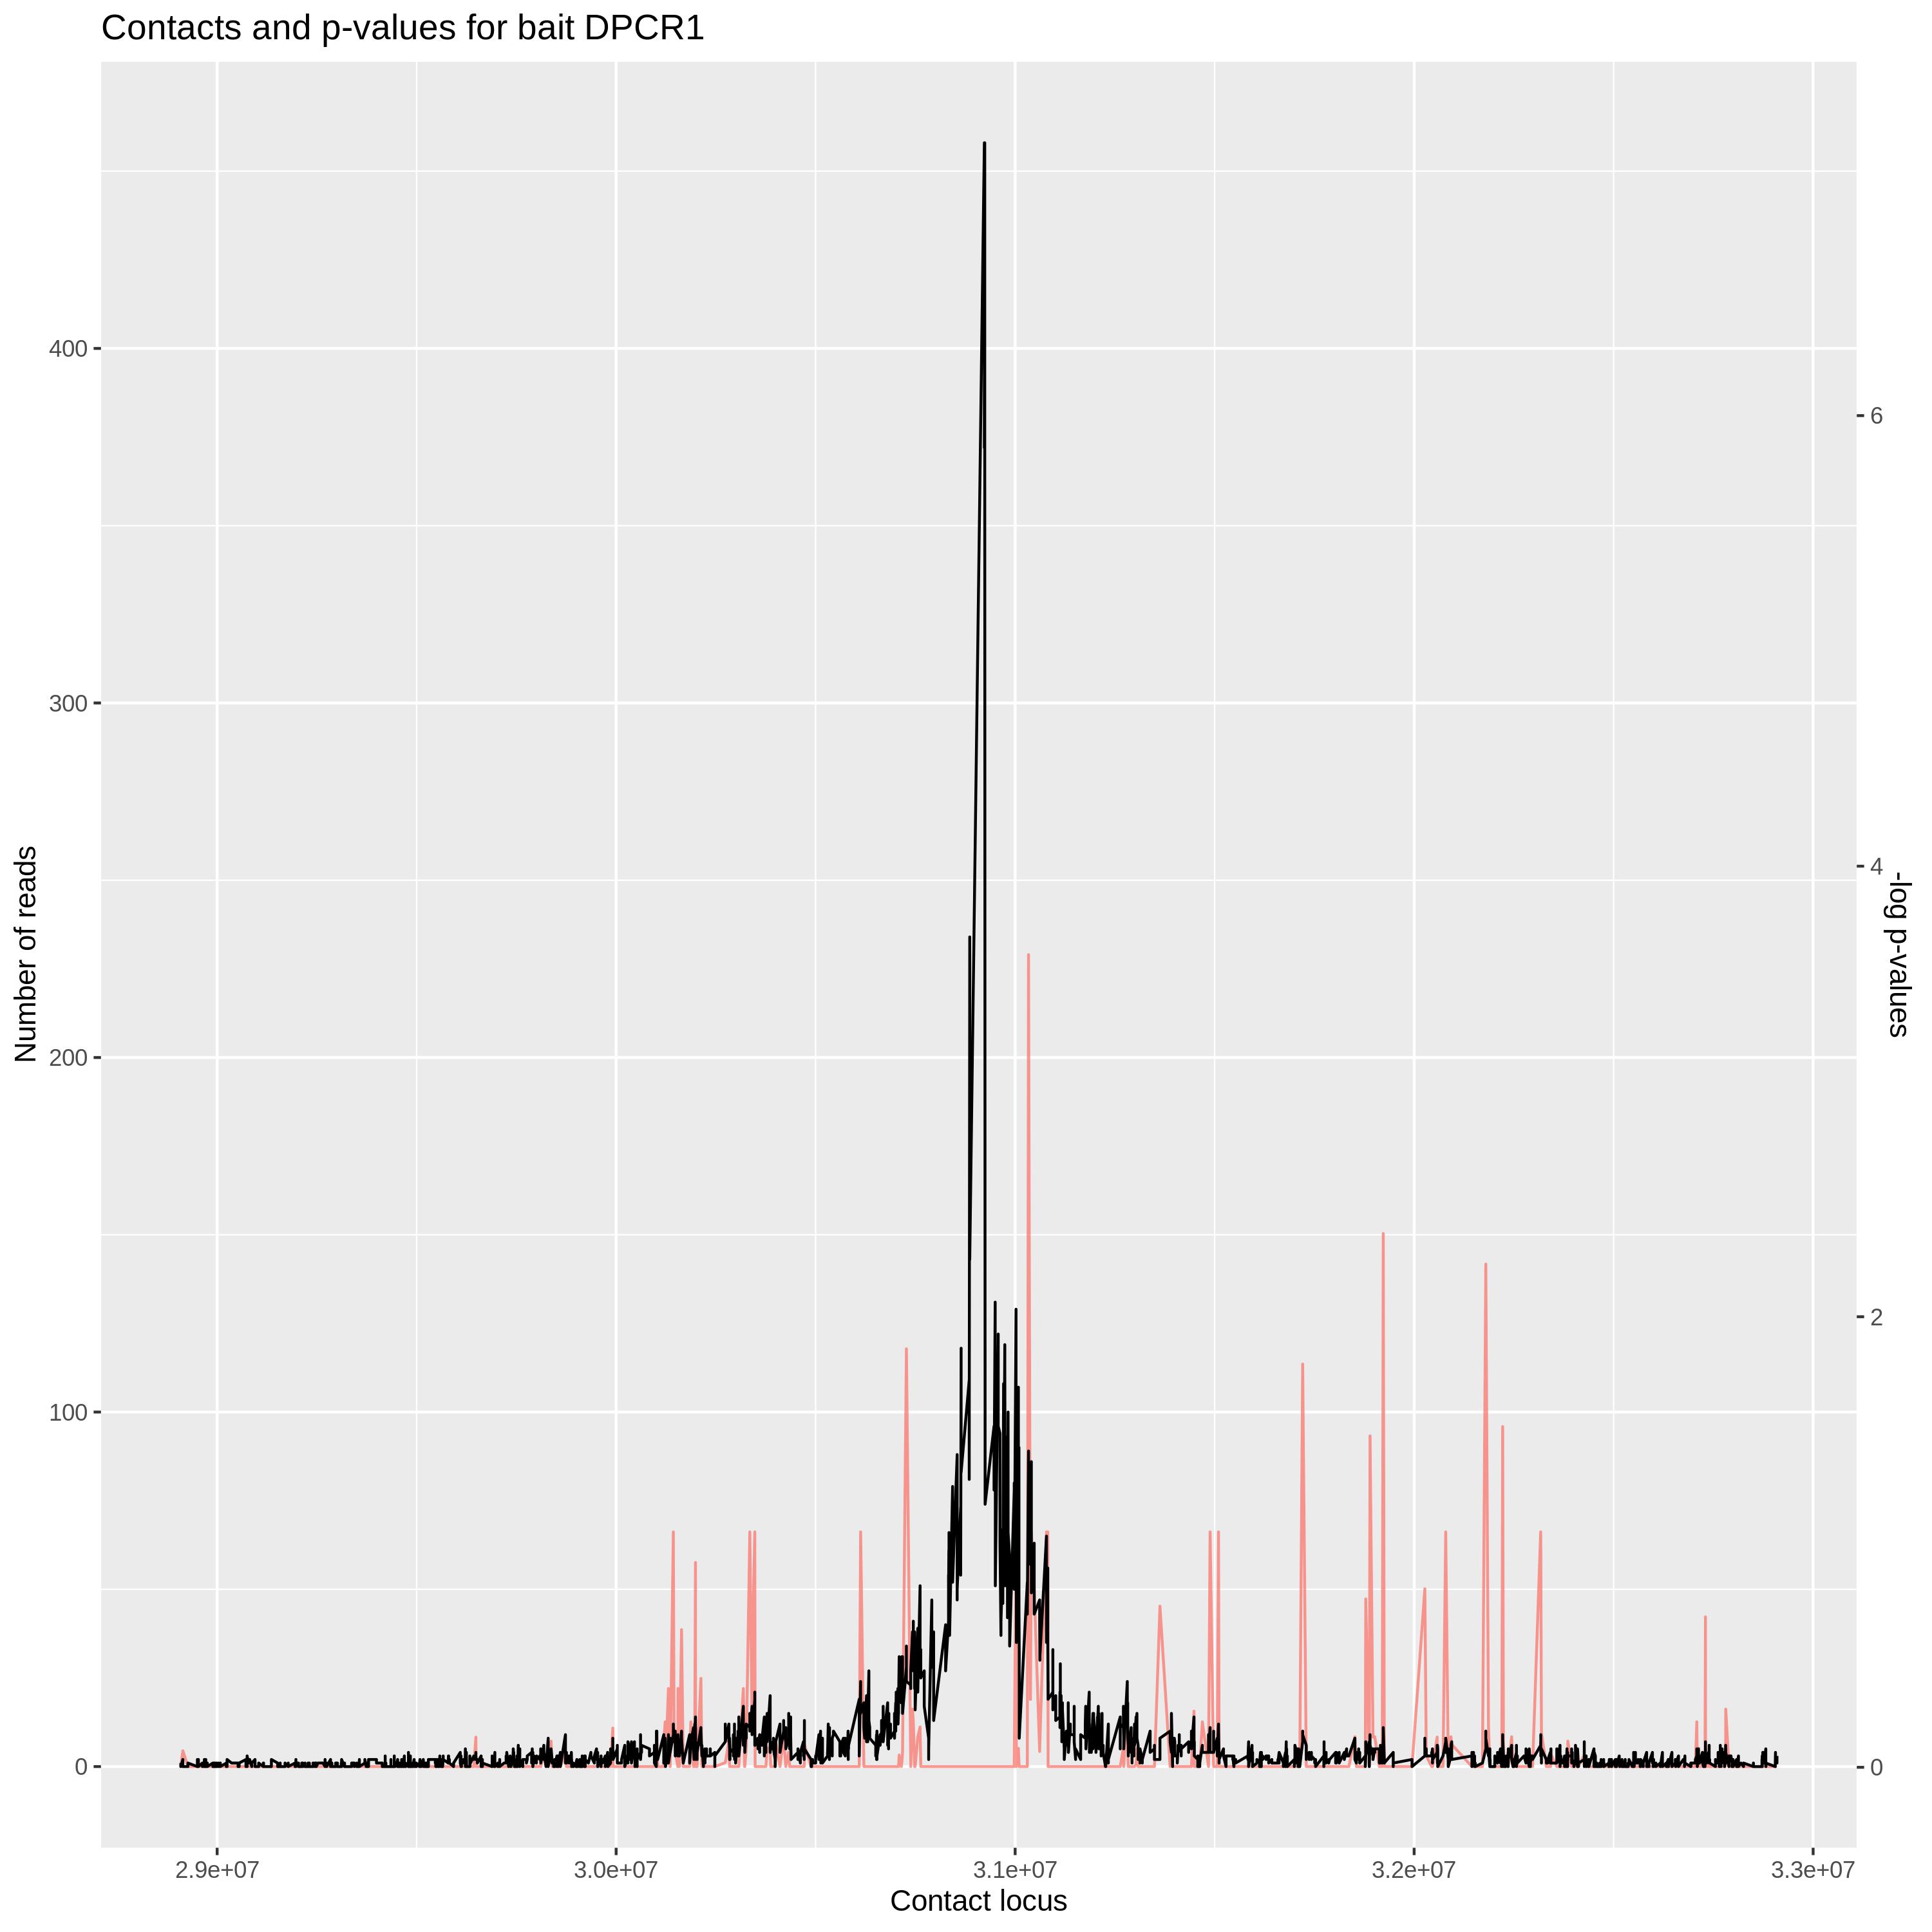 Contacts and p-values for bait DPCR1
Number of reads
400
300
200
100
0
6
4
2
0
-log p-values
2.9e+07
3.0e+07
3.1e+07
3.2e+07
3.3e+07
Contact locus